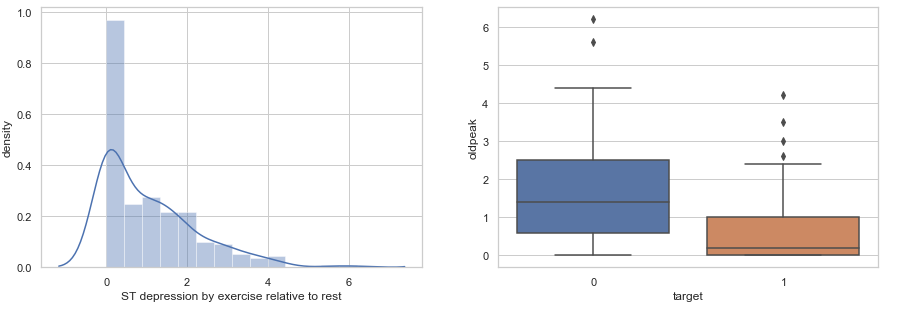 1.0
0.8
0.6
0.4
0.2
0.0
density
0 2 4 6
ST depression by exercise relative to rest
6
5
4
3
2
1
0
oldpeak
0 1
target